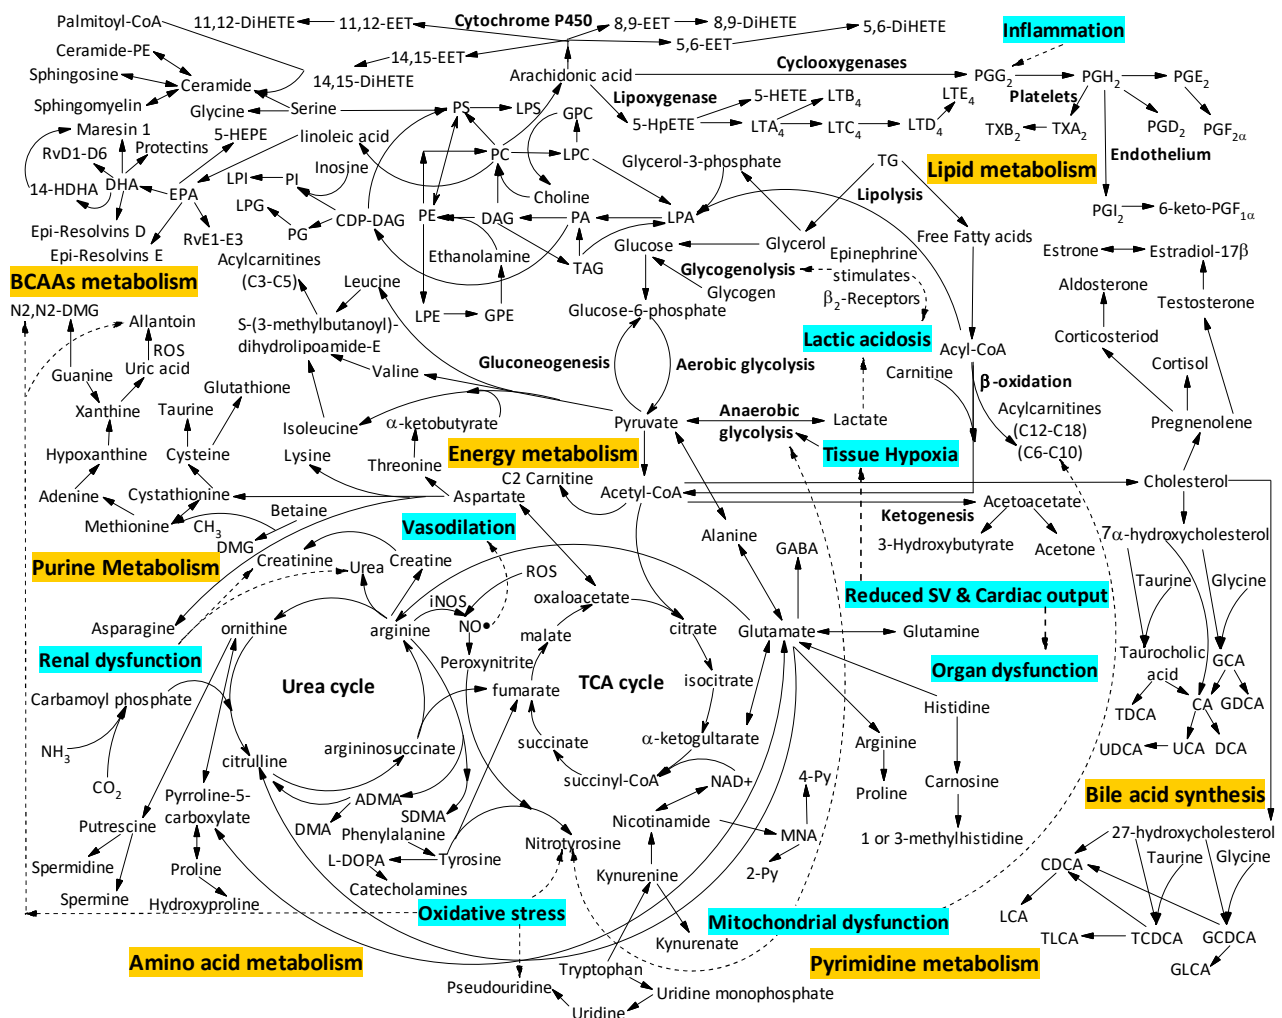 Palmitoyl-CoA
11,12-DiHETE
11,12-EET
Cytochrome P450
8,9-EET
8,9-DiHETE
5,6-DiHETE
5,6-EET
Inflammation
Ceramide-PE
14,15-EET
14,15-DiHETE
Sphingosine
Ceramide
Arachidonic acid
Cyclooxygenases
PGG2
PGH2
PGE2
Sphingomyelin
Glycine
Serine
PS
LPS
GPC
Lipoxygenase
5-HETE
LTB4
LTE4
Platelets
5-HpETE
LTA4
LTC4
LTD4
TXB2
TXA2
PGD2
PGF2α
Maresin 1
5-HEPE
linoleic acid
RvD1-D6
Protectins
PC
LPC
Glycerol-3-phosphate
TG
Lipid metabolism
Endothelium
Inosine
14-HDHA
DHA
EPA
LPI
PI
Choline
Lipolysis
LPG
CDP-DAG
PE
DAG
PA
LPA
PGI2
6-keto-PGF1α
Epi-Resolvins D
RvE1-E3
PG
Glucose
Glycerol
Free Fatty acids
Epi-Resolvins E
Acylcarnitines
(C3-C5)
Ethanolamine
TAG
Epinephrine
stimulates
β2-Receptors
Estrone
Estradiol-17β
BCAAs metabolism
Glycogenolysis
Glycogen
Leucine
Aldosterone
Testosterone
N2,N2-DMG
Allantoin
LPE
GPE
Glucose-6-phosphate
S-(3-methylbutanoyl)-
dihydrolipoamide-E
Lactic acidosis
Acyl-CoA
Corticosteriod
ROS
Uric acid
Gluconeogenesis
Aerobic glycolysis
Cortisol
Guanine
Valine
Carnitine
β-oxidation
Glutathione
Xanthine
Taurine
Isoleucine
α-ketobutyrate
Pyruvate
Anaerobic
glycolysis
Lactate
Acylcarnitines
(C12-C18)
(C6-C10)
Pregnenolone
Hypoxanthine
Cysteine
Lysine
Threonine
Energy metabolism
Tissue Hypoxia
C2 Carnitine
Adenine
Cystathionine
Aspartate
Acetyl-CoA
Acetoacetate
Cholesterol
Methionine
CH3
Betaine
DMG
Vasodilation
Ketogenesis
3-Hydroxybutyrate
Acetone
7α-hydroxycholesterol
Alanine
GABA
Purine Metabolism
Creatinine
Urea
Creatine
ROS
Taurine
Glycine
iNOS
oxaloacetate
Reduced SV & Cardiac output
Asparagine
ornithine
arginine
NO●
malate
citrate
Glutamate
Glutamine
Renal dysfunction
Peroxynitrite
Organ dysfunction
Taurocholic
acid
GCA
Urea cycle
fumarate
TCA cycle
isocitrate
Carbamoyl phosphate
Histidine
TDCA
CA
GDCA
NH3
citrulline
argininosuccinate
succinate
α-ketogultarate
Arginine
UDCA
UCA
DCA
CO2
succinyl-CoA
NAD+
4-Py
Carnosine
Proline
Bile acid synthesis
Pyrroline-5-
carboxylate
ADMA
DMA
SDMA
Putrescine
Phenylalanine
Nicotinamide
MNA
1 or 3-methylhistidine
27-hydroxycholesterol
Spermidine
Proline
L-DOPA
Tyrosine
Nitrotyrosine
2-Py
CDCA
Taurine
Glycine
Spermine
Hydroxyproline
Catecholamines
Kynurenine
Oxidative stress
Mitochondrial dysfunction
LCA
Kynurenate
TLCA
TCDCA
GCDCA
Amino acid metabolism
Tryptophan
Pyrimidine metabolism
GLCA
Pseudouridine
Uridine
Uridine monophosphate